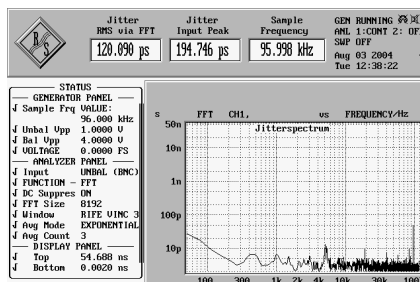 Jitter
RMS via FFT
120.090 ps
Jitter
Input Peak
194.746 ps
Sample
Frequency
95.998 kHz
GEN RUNNING
ANL 1:CONT 2: OF
SWP OFF
Aug 03 2004
Tue 12:38:22
R S
STATUS
GENERATOR PANEL
Sample Frq VALUE:
96.000 kHz
Unbal Vpp 1.0000 V
Bal Vpp 4.0000 V
VOLTAGE 0.0000 FS
ANALYZER PANEL
Input UNBAL (BNC)
FUNCTION - FFT
DC Suppres ON
FFT Size 8192
Window RIFE VINC 3
Avg Mode EXPONENTIAL
Avg Count 3
DISPLAY PANEL
Top 54.688 ns
Bottom 0.0020 ns
s FFT CH1, vs FREQUENCY/Hz
Jitterspectrum
50n
10n
1n
100p
10p
100 300 1k 2k 4k 10k 30k 100